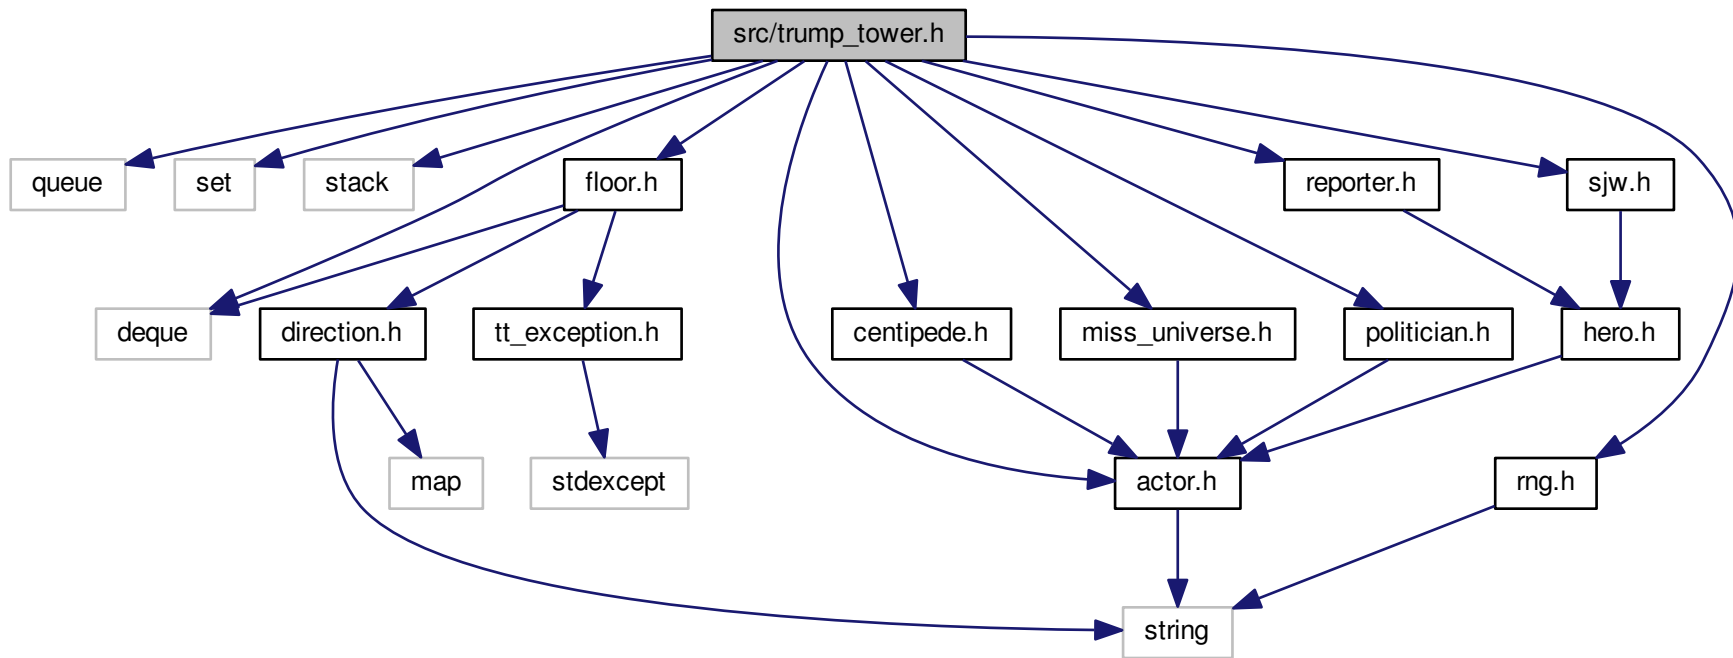 src/trump_tower.h
queue
set
stack
floor.h
reporter.h
sjw.h
deque
direction.h
tt_exception.h
centipede.h
miss_universe.h
politician.h
hero.h
map
stdexcept
actor.h
rng.h
string